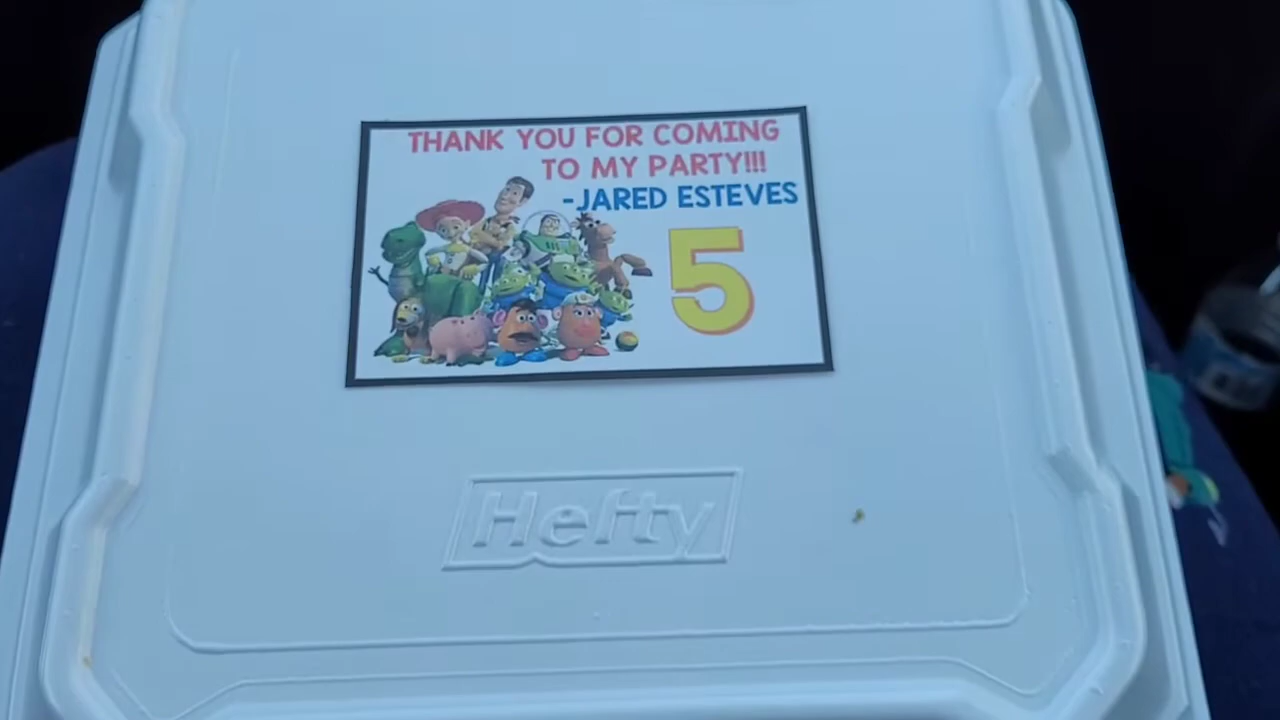 THANK YOU FOR COMING
TO MY PARTY!!!
-JARED ESTEVES
5
Hefty